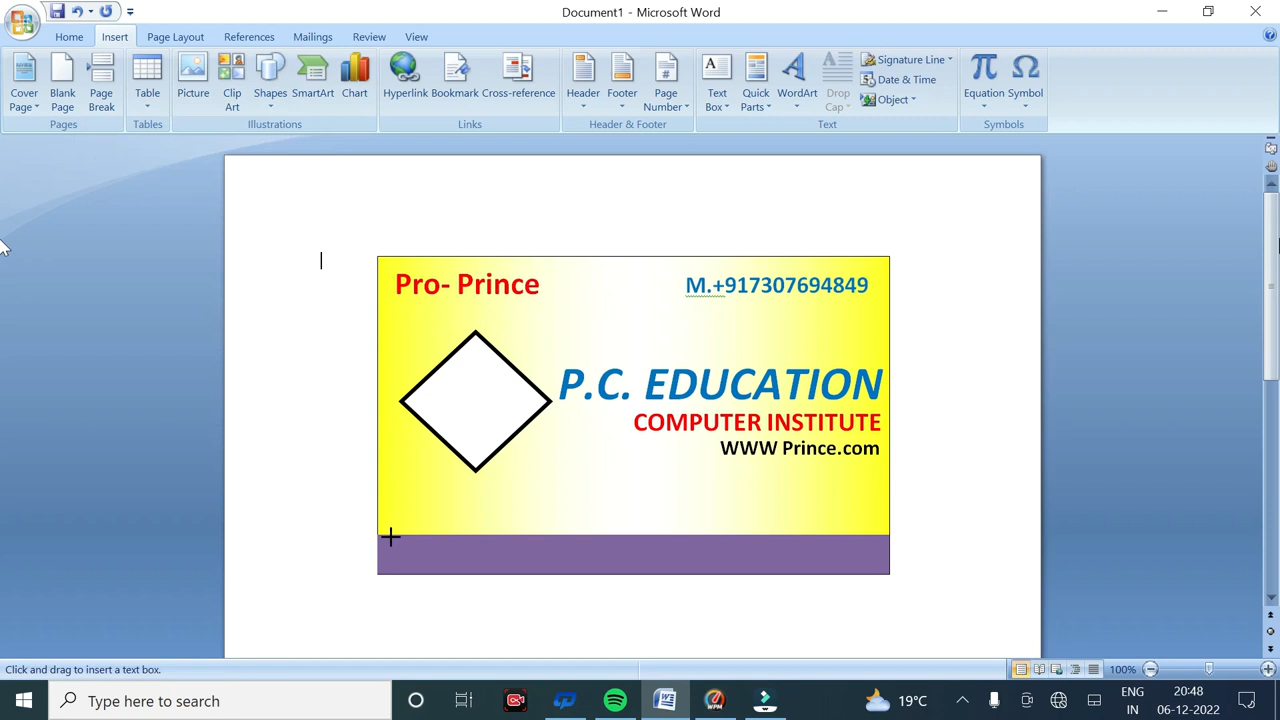 Document1 - Microsoft Word
Home Insert Page Layout References Mailings Review View
Cover Page Blank Page Page Break Table Picture Clip Art Shapes SmartArt Chart Hyperlink Bookmark Cross-reference Header Footer Page Number Text Box Quick Parts WordArt Drop Cap Signature Line Date & Time Object Equation Symbol
Pages Tables Illustrations Links Header & Footer Text Symbols
Pro- Prince M.+917307694849
P.C. EDUCATION
COMPUTER INSTITUTE
WWW Prince.com
Click and drag to insert a text box. 100%
Type here to search WPM 19°C ENG IN 20:48 06-12-2022